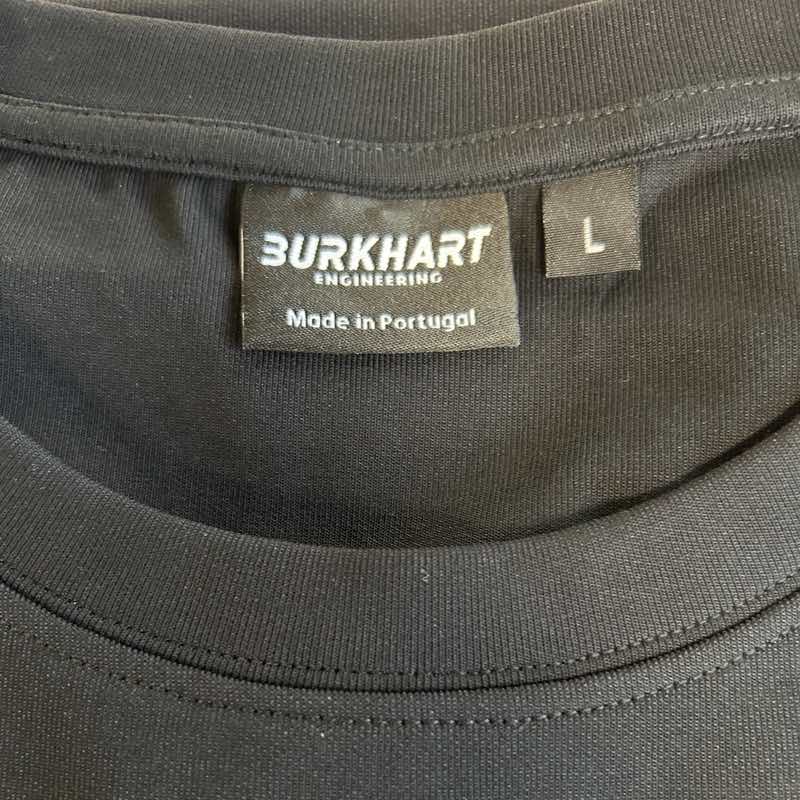 BURKHART
ENGINEERING
Made in Portugal
L